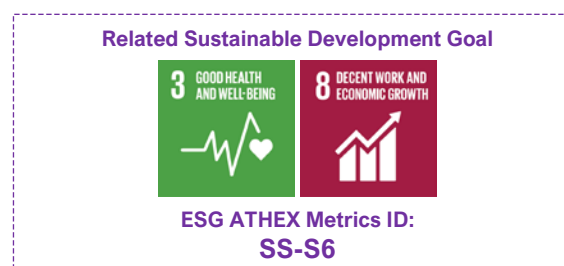 Related Sustainable Development Goal
3 GOOD HEALTH
AND WELL-BEING
8 DECENT WORK AND
ECONOMIC GROWTH
ESG ATHEX Metrics ID:
SS-S6